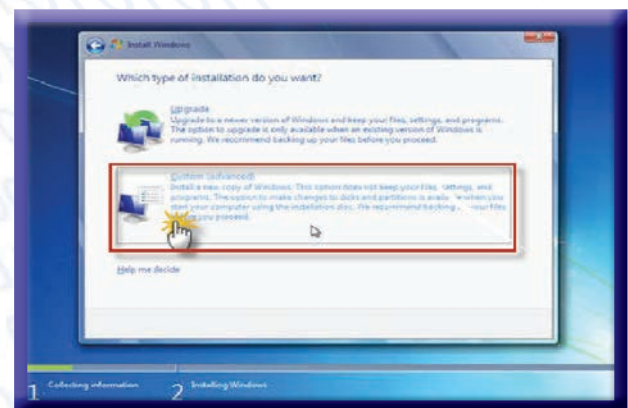 Install Windows
Which type of installation do you want?
Upgrade
Upgrade to a newer version of Windows and keep your files, settings, and programs.
The option to upgrade is only available when an existing version of Windows is
running. We recommend backing up your files before you proceed.
Custom (advanced)
Install a new copy of Windows. This option does not keep your files, settings, and
programs. The option to make changes to disks and partitions is when you
start your computer using the installation disc. We recommend backing your files
you proceed.
Help me decide
1 Collecting information 2 Installing Windows